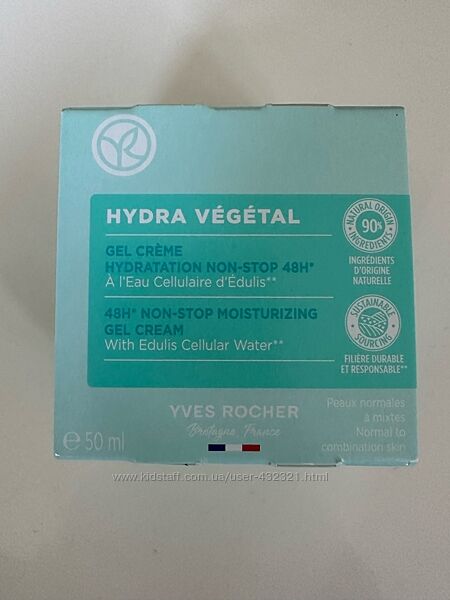 HYDRA VÉGÉTAL
GEL CRÈME
HYDRATATION NON-STOP 48H*
À l'Eau Cellulaire d'Édulis**
48H* NON-STOP MOISTURIZING
GEL CREAM
With Edulis Cellular Water**
NATURAL ORIGIN
90%
INGREDIENTS
INGRÉDIENTS
D'ORIGINE
NATURELLE
SUSTAINABLE
SOURCING
FILIÈRE DURABLE
ET RESPONSABLE**
YVES ROCHER
Bretagne, France
Peaux normales
à mixtes
Normal to
combination skin
℮ 50 ml
www.kidstaff.com.ua/user-432321.html